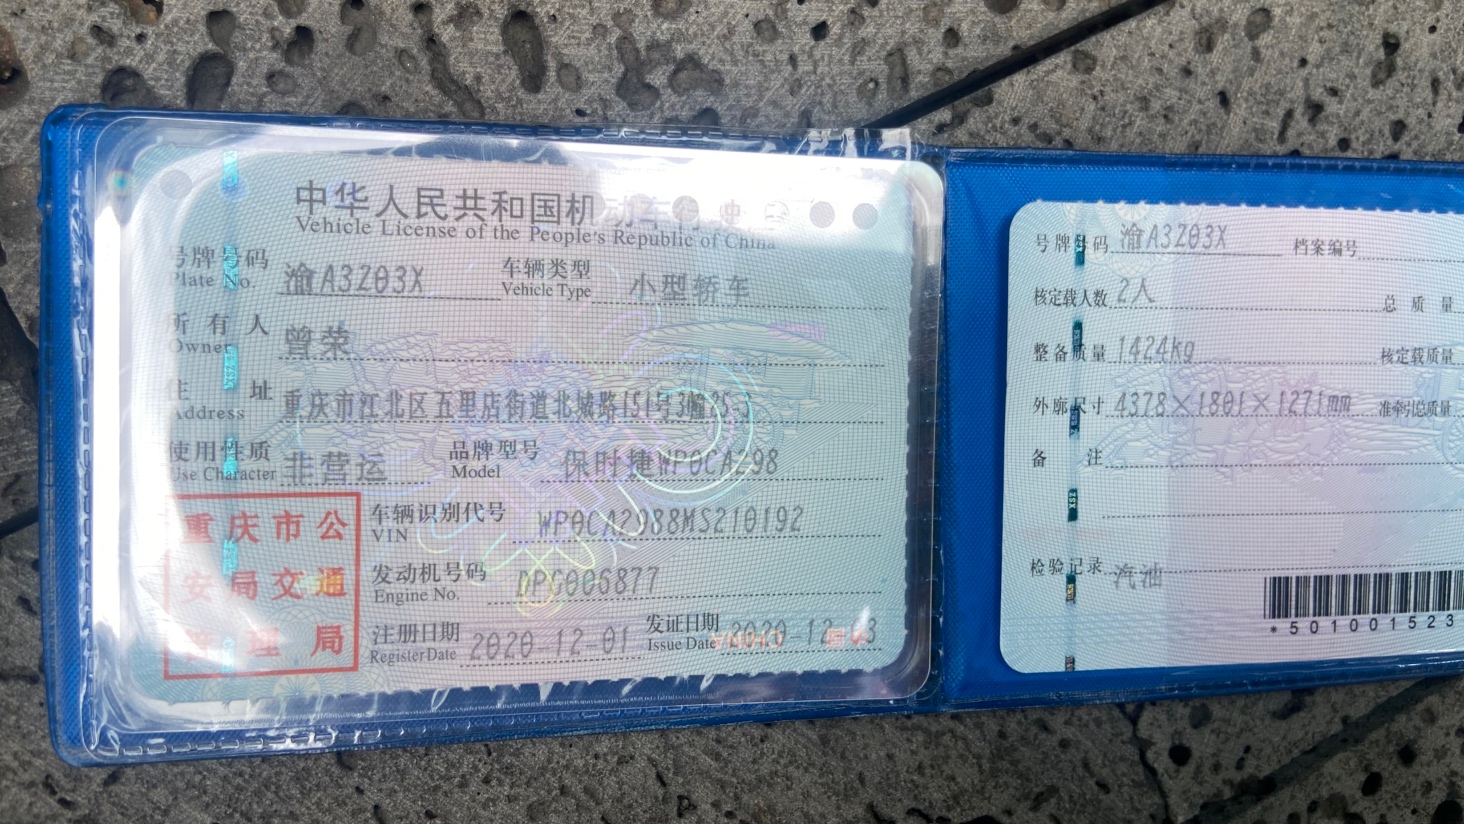 中华人民共和国机动车行驶证
Vehicle License of the People's Republic of China
号牌号码 渝A3Z03X 车辆类型 小型轿车
Plate No. Vehicle Type
所有人 曾荣
Owner
住址 重庆市江北区五里店街道北城路151号3幢
Address
使用性质 非营运 品牌型号 保时捷WP0CA298
Use Character Model
车辆识别代号 WP0CA2988MS210192
VIN
发动机号码 DPG006877
Engine No.
注册日期 2020-12-01 发证日期 2020-12-
Register Date Issue Date
重庆市公
安局交通
管理局
号牌号码 渝A3Z03X 档案编号
核定载人数 2人 总质量
整备质量 1424kg 核定载质量
外廓尺寸 4378×1801×1271mm 准牵引总质量
备注
检验记录 汽油
*501001523